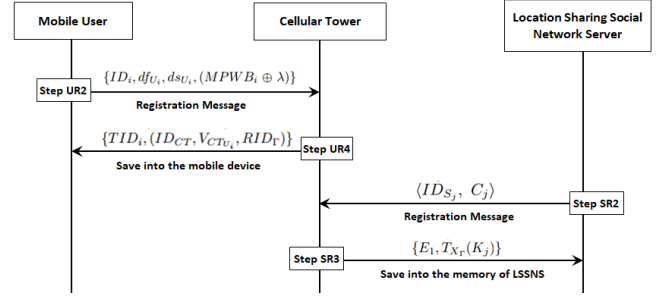 Mobile User
Cellular Tower
Location Sharing Social
Network Server
Step UR2
{ID_i, df_{U_i}, ds_{U_i}, (MPWB_i ⊕ λ)}
Registration Message
{TID_i, (ID_{CT}, V_{CT_{U_i}}, RID_Γ)}
Step UR4
Save into the mobile device
⟨ID_{S_j}, C_j⟩
Step SR2
Registration Message
Step SR3
{E_1, T_{X_Γ}(K_j)}
Save into the memory of LSSNS